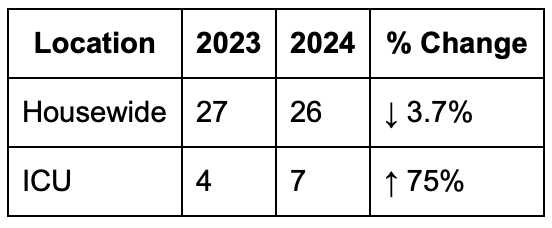 Location 2023 2024 % Change
Housewide 27 26 ↓ 3.7%
ICU 4 7 ↑ 75%